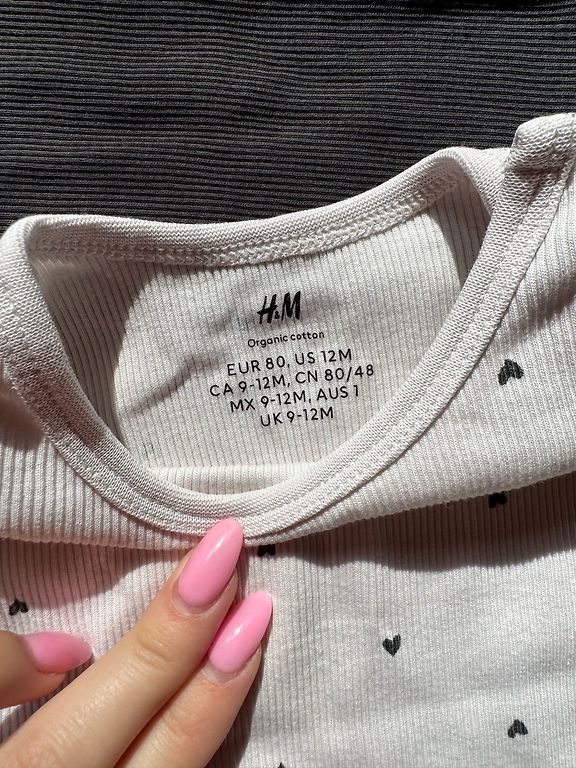 H&M
Organic cotton
EUR 80, US 12M
CA 9-12M, CN 80/48
MX 9-12M, AUS 1
UK 9-12M